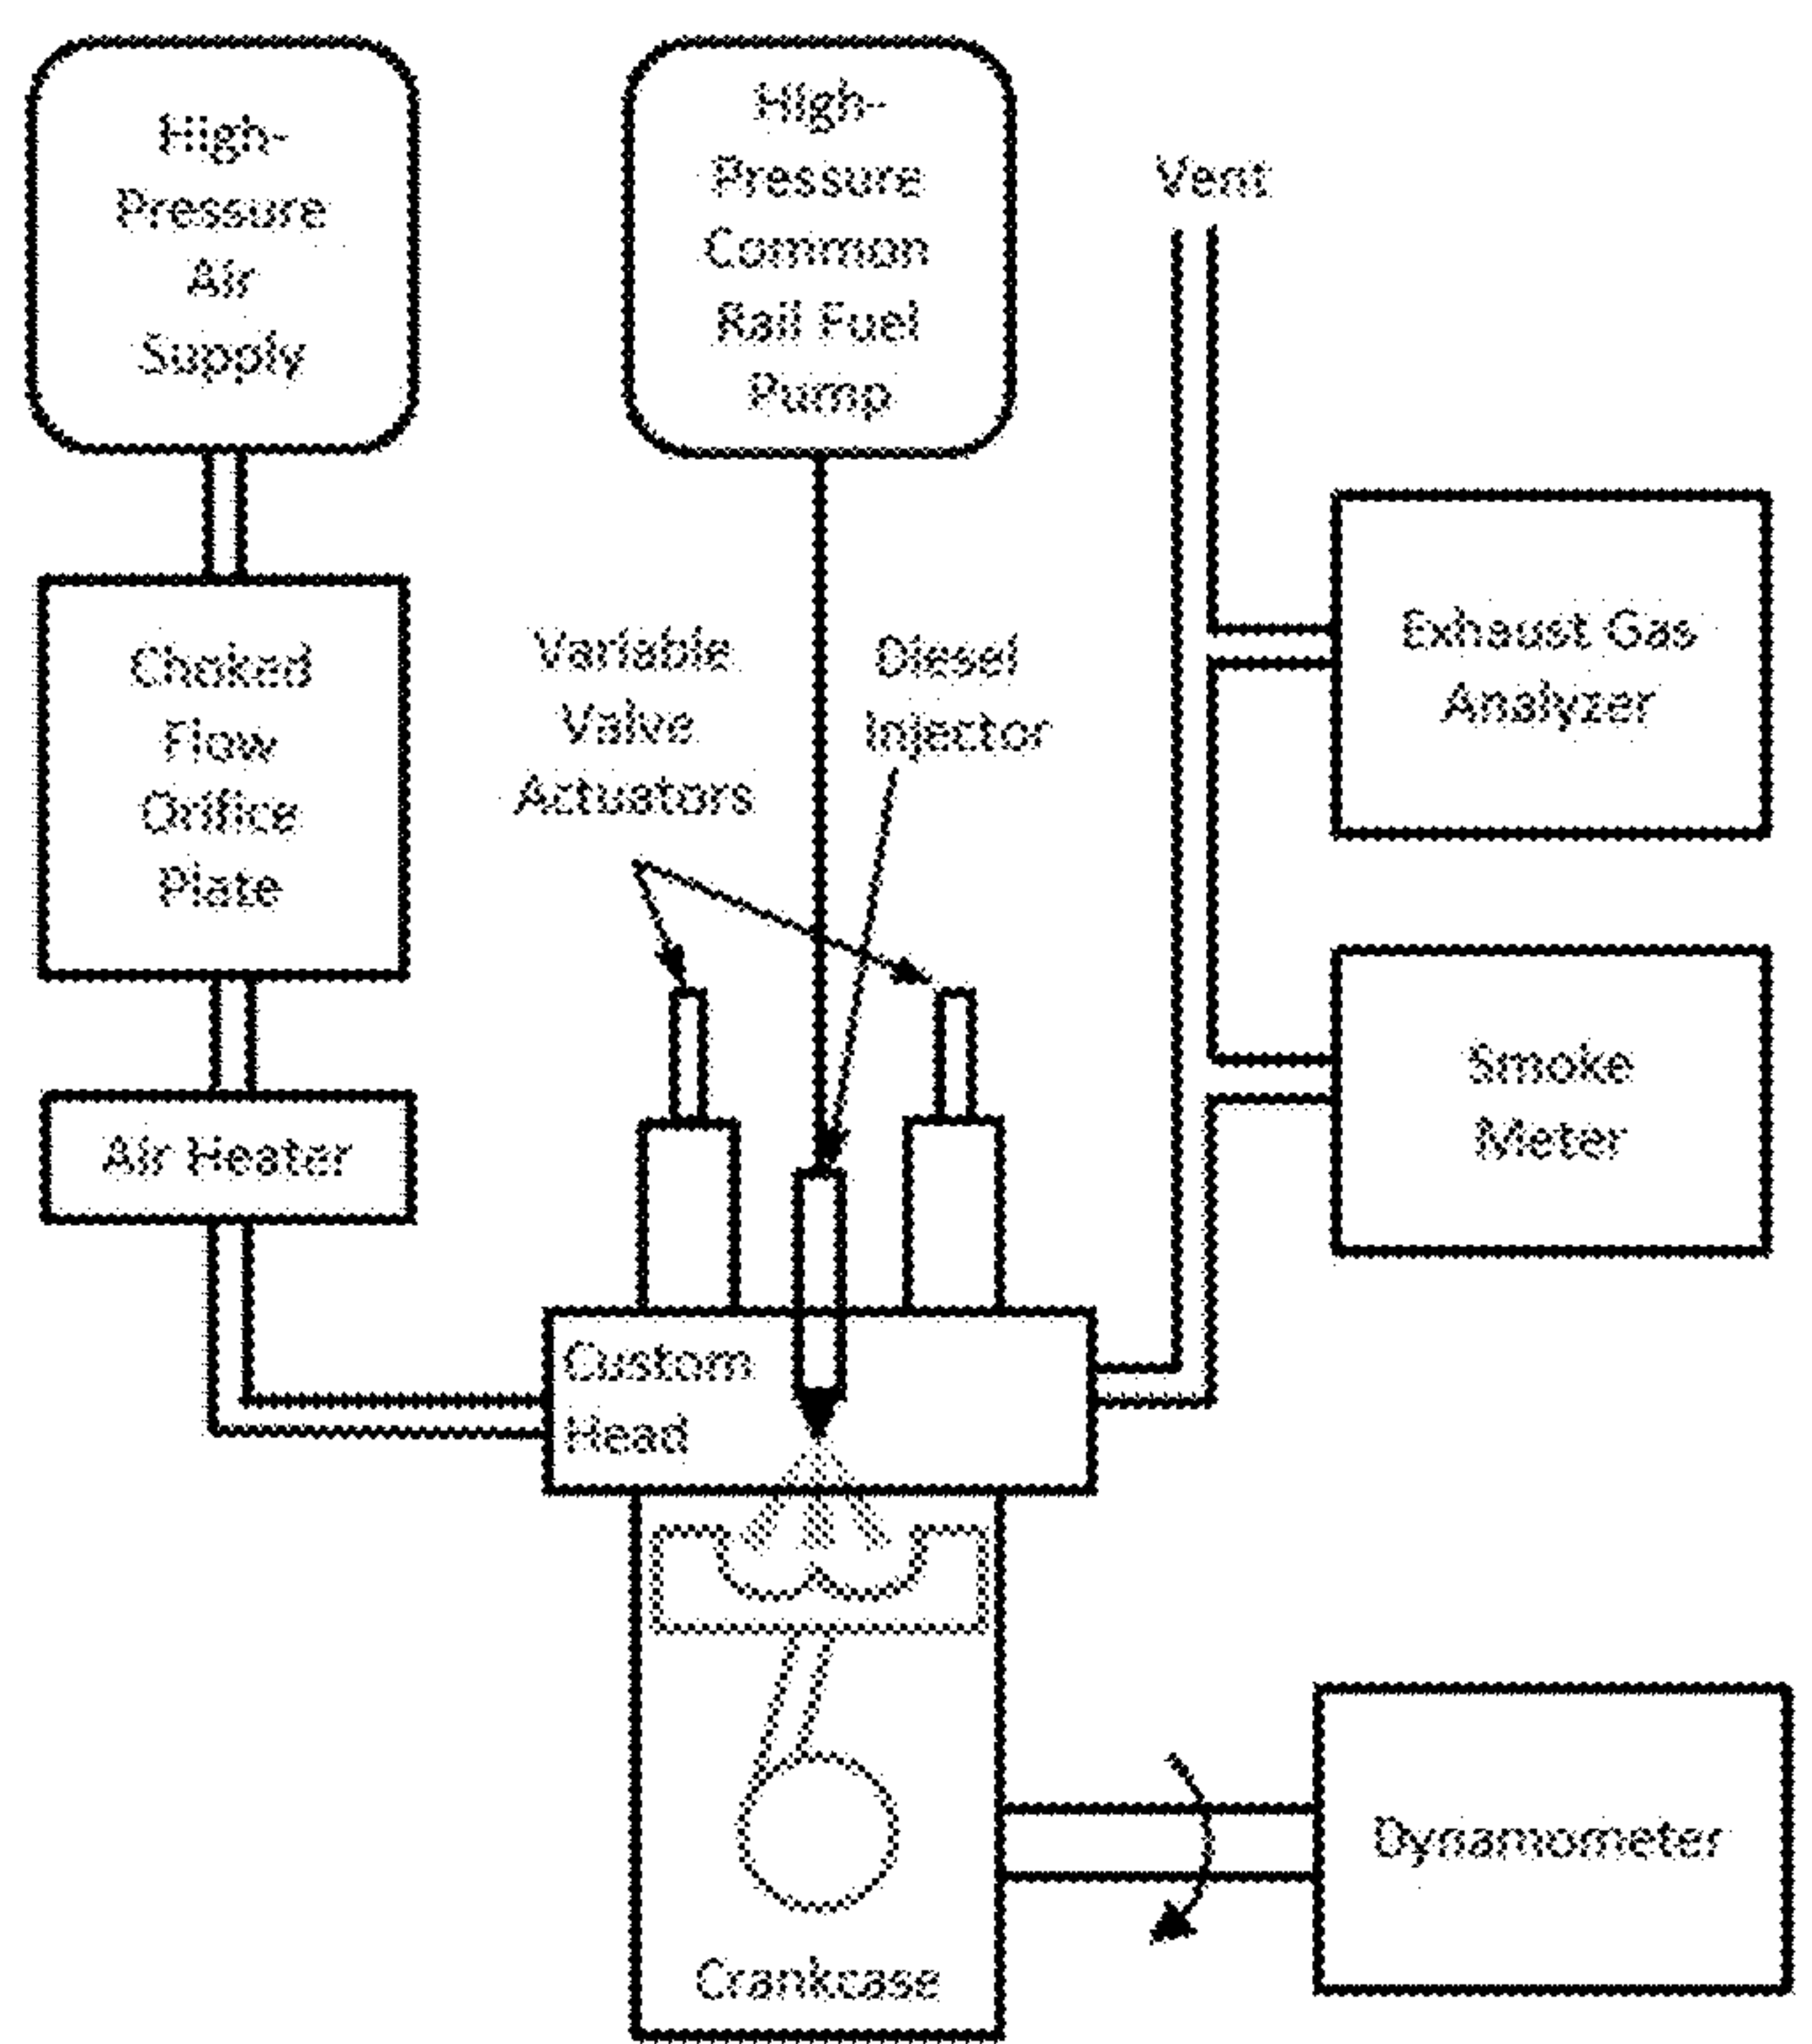 High-
Pressure
Air
Supply
High-
Pressure
Common
Rail Fuel
Pump
Vent
Choked
Flow
Orifice
Plate
Variable
Valve
Actuators
Diesel
Injector
Exhaust Gas
Analyzer
Air Heater
Smoke
Meter
Custom
Head
Dynamometer
Crankcase